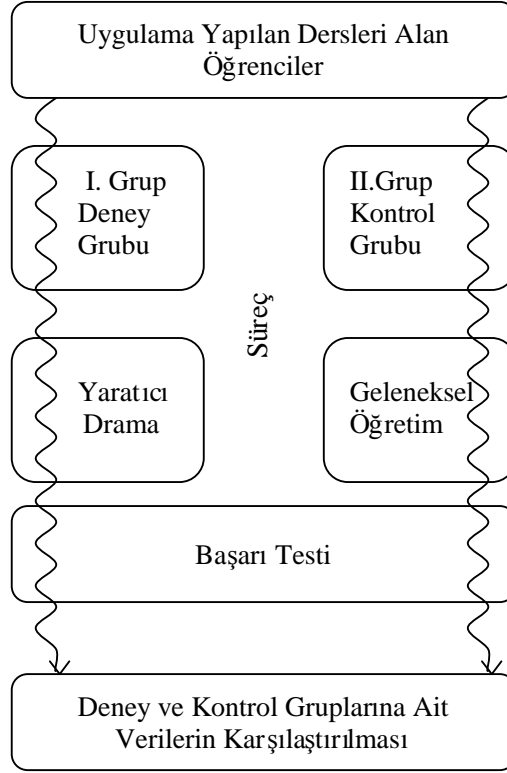 Uygulama Yapılan Dersleri Alan
Öğrenciler
I. Grup
Deney
Grubu
II.Grup
Kontrol
Grubu
Süreç
Yaratıcı
Drama
Geleneksel
Öğretim
Başarı Testi
Deney ve Kontrol Gruplarına Ait
Verilerin Karşılaştırılması